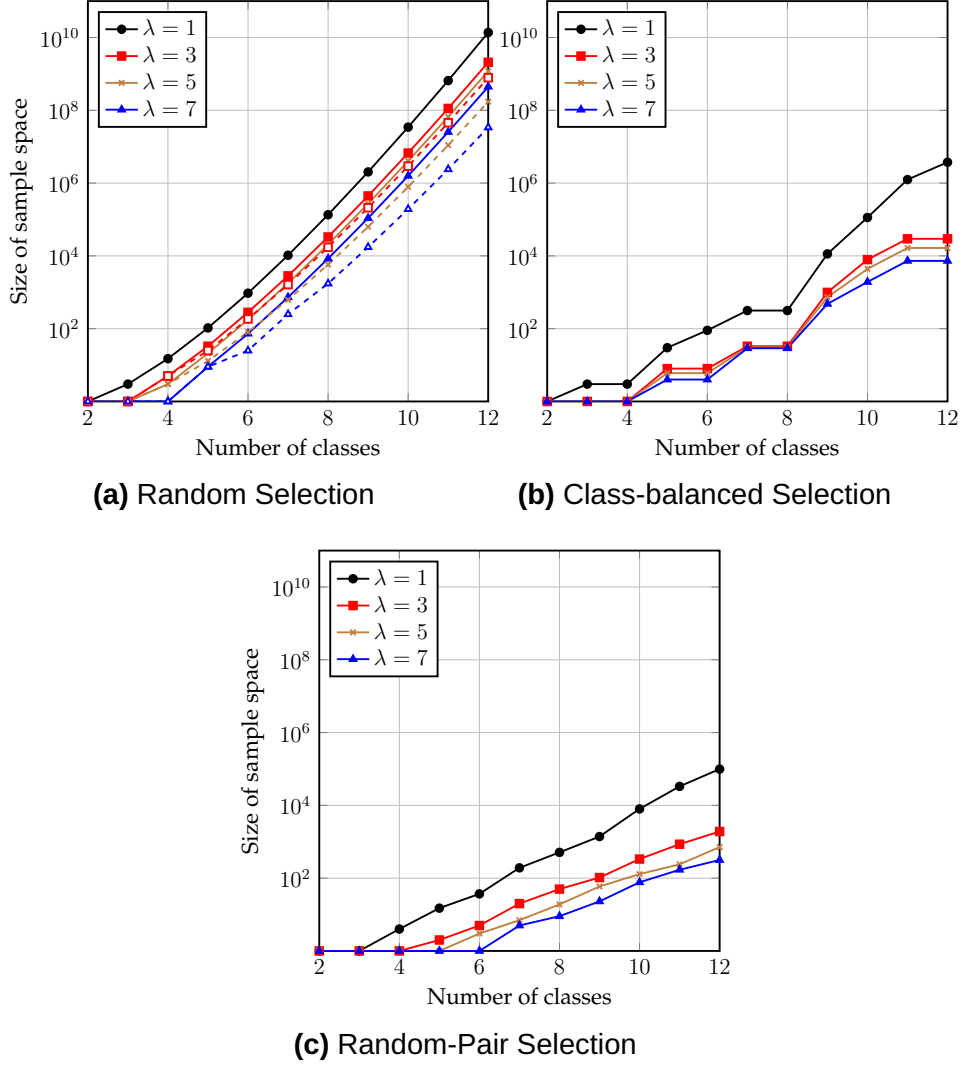 λ = 1
λ = 3
λ = 5
λ = 7
10^10
10^8
10^6
10^4
10^2
2 4 6 8 10 12
Size of sample space
Number of classes
(a) Random Selection
λ = 1
λ = 3
λ = 5
λ = 7
10^10
10^8
10^6
10^4
10^2
2 4 6 8 10 12
Number of classes
(b) Class-balanced Selection
λ = 1
λ = 3
λ = 5
λ = 7
10^10
10^8
10^6
10^4
10^2
2 4 6 8 10 12
Size of sample space
Number of classes
(c) Random-Pair Selection